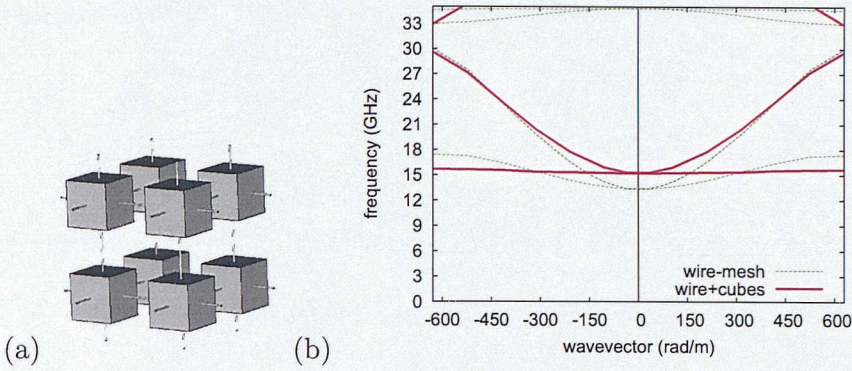 33
30
27
24
21
18
15
12
9
6
3
0
frequency (GHz)
wire-mesh
wire+cubes
-600 -450 -300 -150 0 150 300 450 600
wavevector (rad/m)
(a) (b)